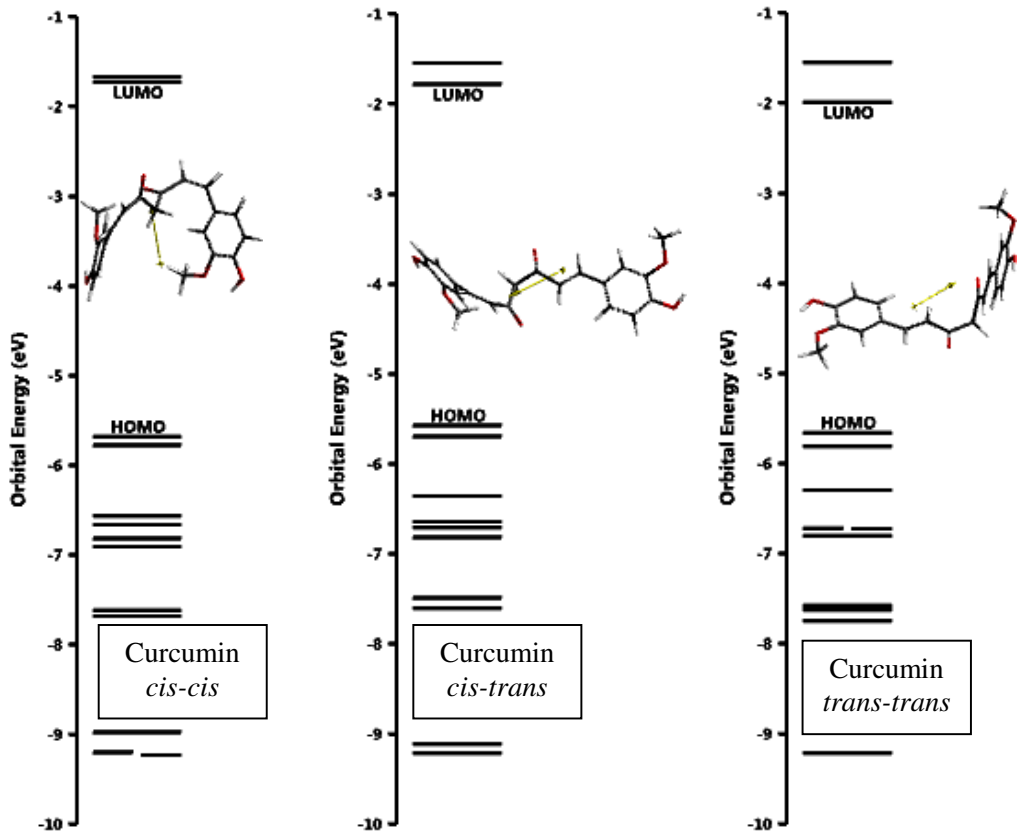 Orbital Energy (eV)
-1
-2
-3
-4
-5
-6
-7
-8
-9
-10
LUMO
HOMO
Curcumin
cis-cis
Orbital Energy (eV)
-1
-2
-3
-4
-5
-6
-7
-8
-9
-10
LUMO
HOMO
Curcumin
cis-trans
Orbital Energy (eV)
-1
-2
-3
-4
-5
-6
-7
-8
-9
-10
LUMO
HOMO
Curcumin
trans-trans